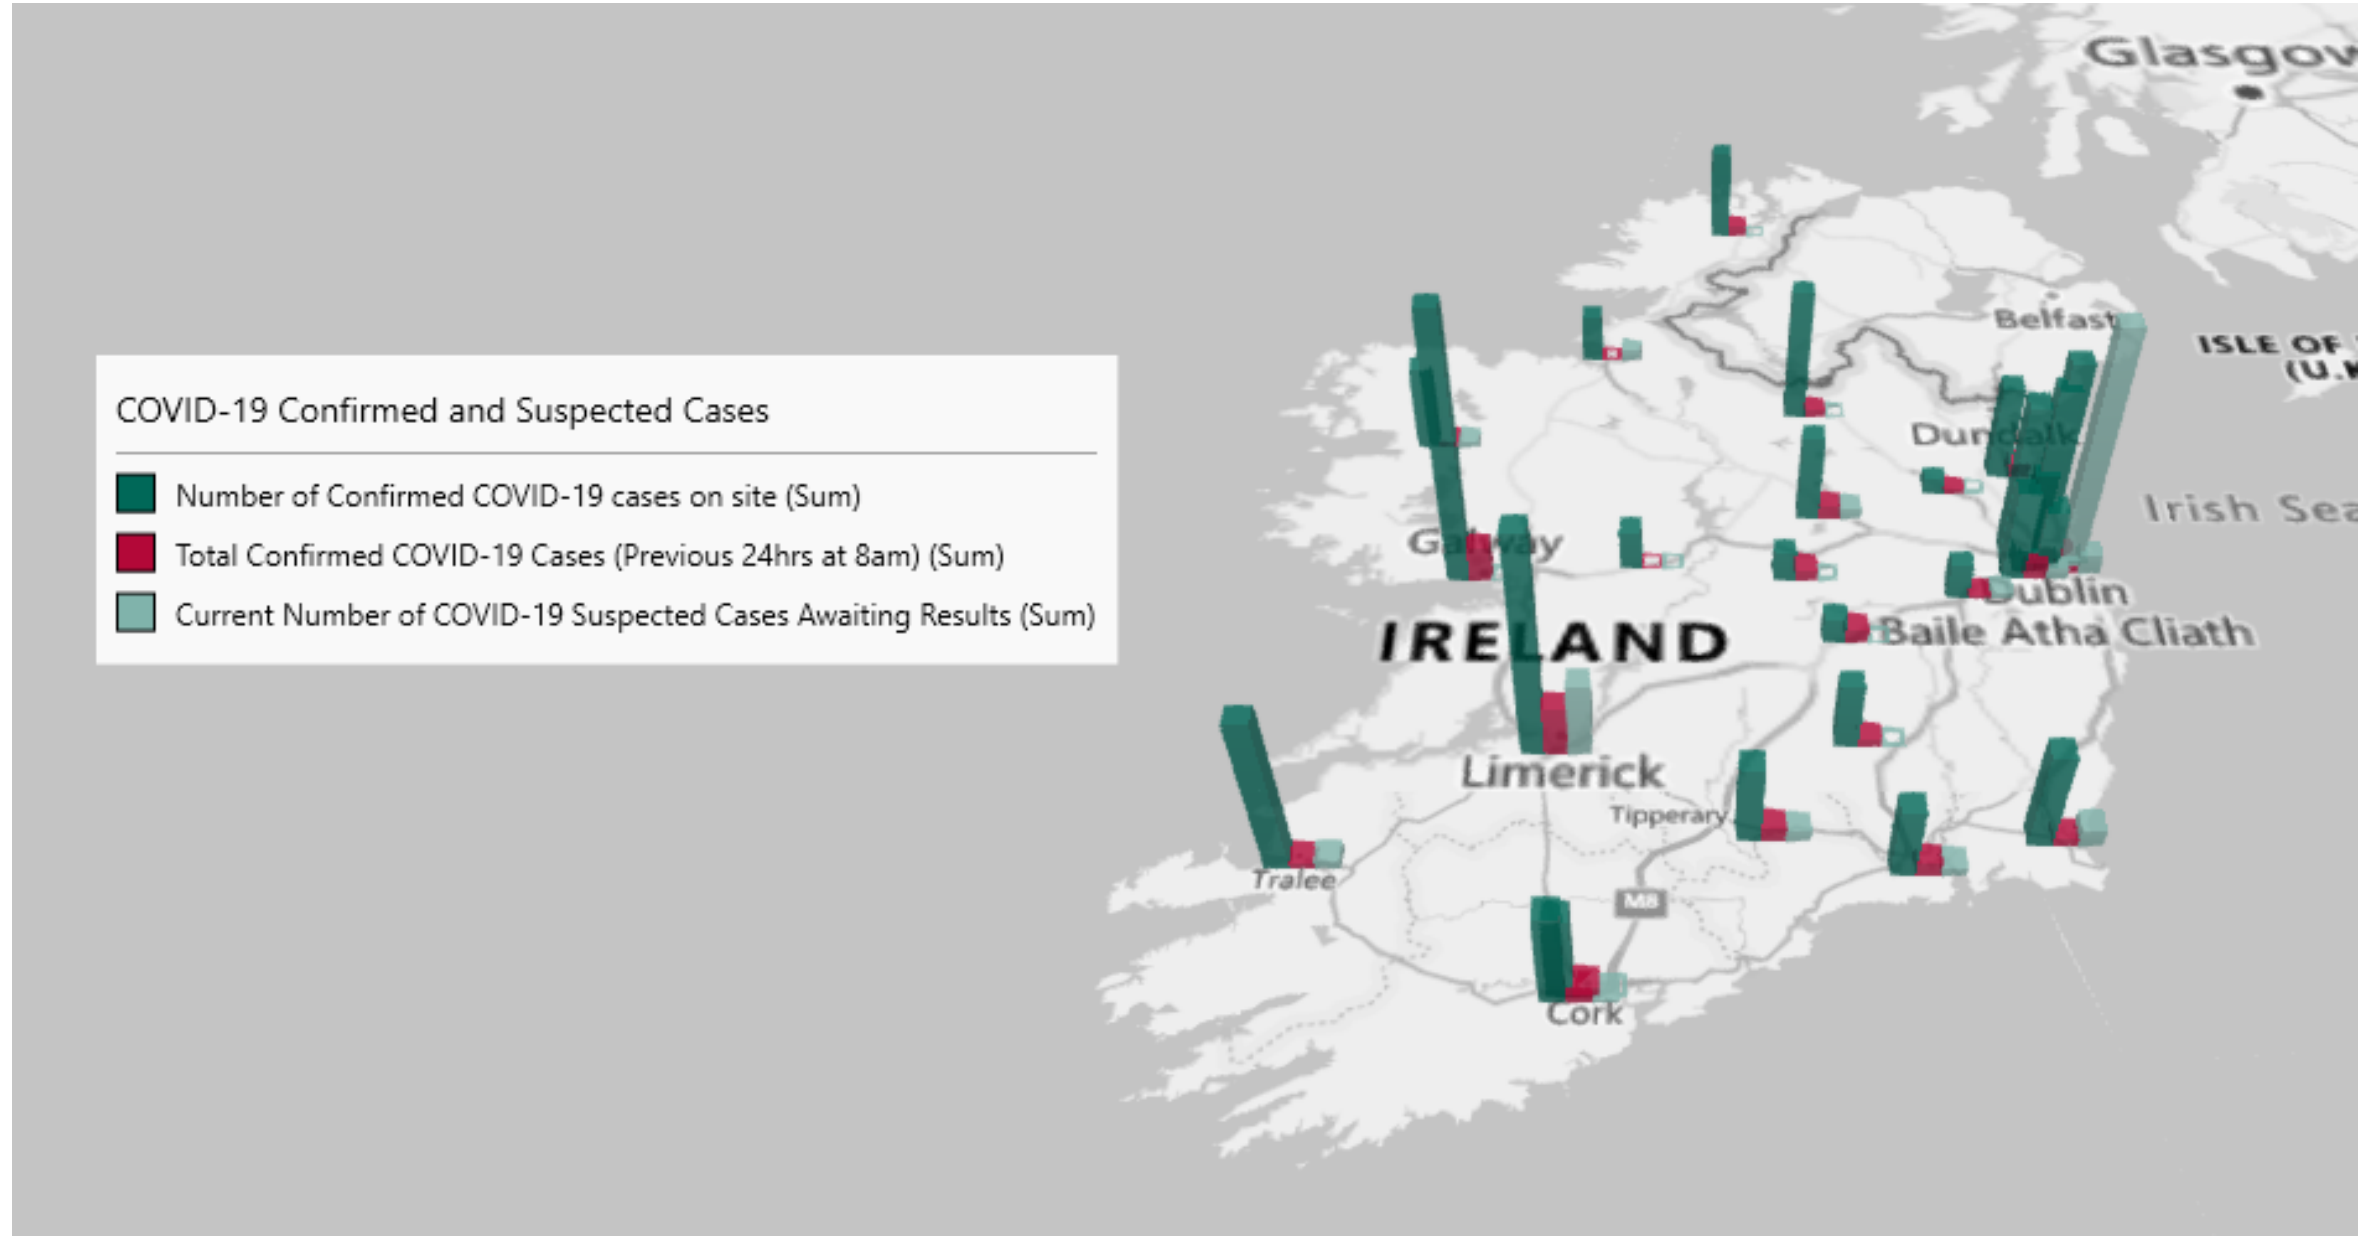 Glasgow
Belfast
ISLE OF
(U.K
COVID-19 Confirmed and Suspected Cases
Dundalk
Number of Confirmed COVID-19 cases on site (Sum)
Irish Sea
Galway
Total Confirmed COVID-19 Cases (Previous 24hrs at 8am) (Sum)
Dublin
Current Number of COVID-19 Suspected Cases Awaiting Results (Sum)
IRELAND
Baile Atha Cliath
Limerick
Tipperary
Tralee
M8
Cork